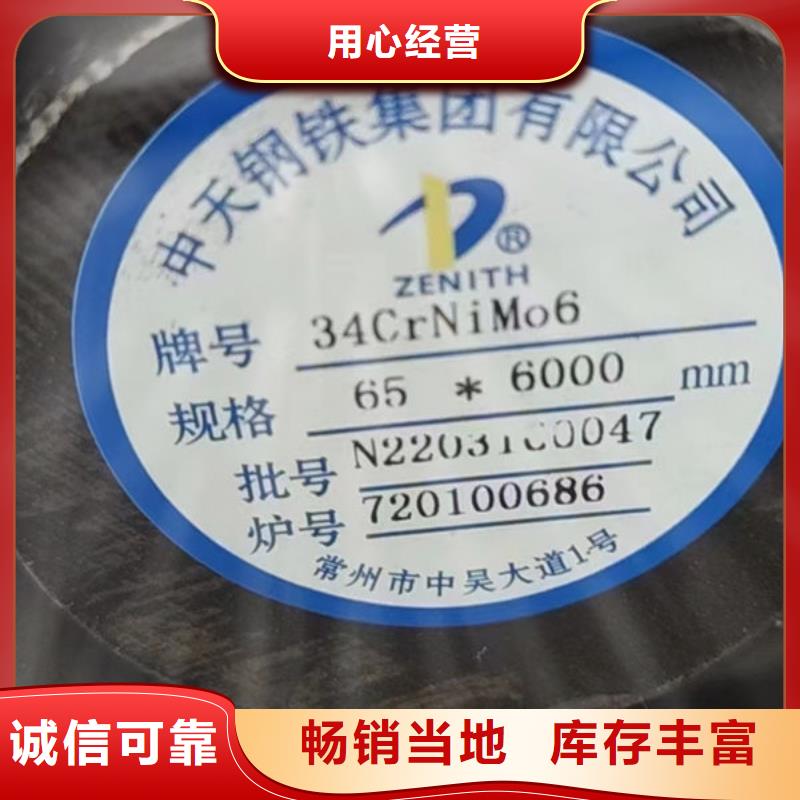 用心经营
中天钢铁集团有限公司
®
ZENITH
牌号 34CrNiMo6
规格 65 * 6000 mm
批号 N22031C0047
炉号 720100686
常州市中吴大道1号
诚信可靠
畅销当地 库存丰富